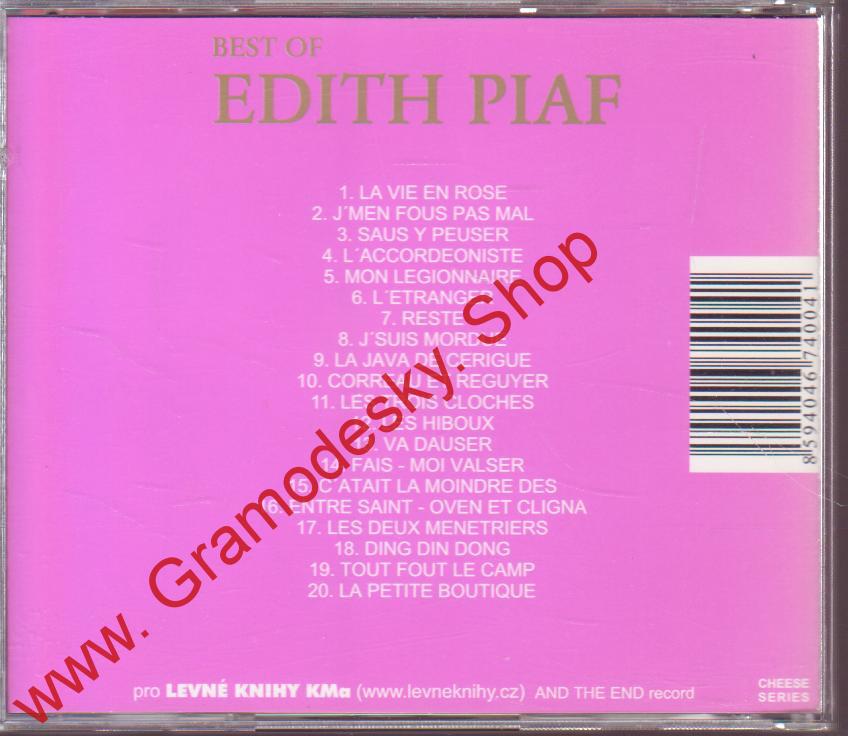 BEST OF
EDITH PIAF
1. LA VIE EN ROSE
2. J´MEN FOUS PAS MAL
3. SAUS Y PEUSER
4. L´ACCORDEONISTE
5. MON LEGIONNAIRE
6. L´ETRANGER
7. RESTE
8. J´SUIS MORDUE
9. LA JAVA DE CERIGUE
10. CORREAU ET REGUYER
11. LES TROIS CLOCHES
12. LES HIBOUX
13. VA DAUSER
14. FAIS - MOI VALSER
15. C´ATAIT LA MOINDRE DES
16. ENTRE SAINT - OVEN ET CLIGNA
17. LES DEUX MENETRIERS
18. DING DIN DONG
19. TOUT FOUT LE CAMP
20. LA PETITE BOUTIQUE
8594046740041
www. Gramodesky. Shop
pro LEVNÉ KNIHY KMa (www.levneknihy.cz) AND THE END record
CHEESE
SERIES